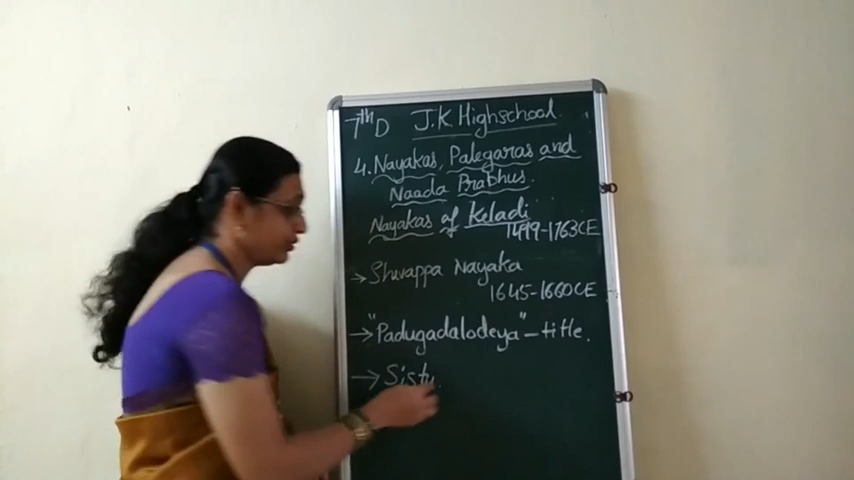 7th D J.K Highschool
4. Nayakas, Palegaras and
Naada Prabhus.
Nayakas of Keladi
1499-1763CE
→ Shivappa Nayaka
1645-1660CE
→ "Padugadalodeya" - title.
→ Sistu